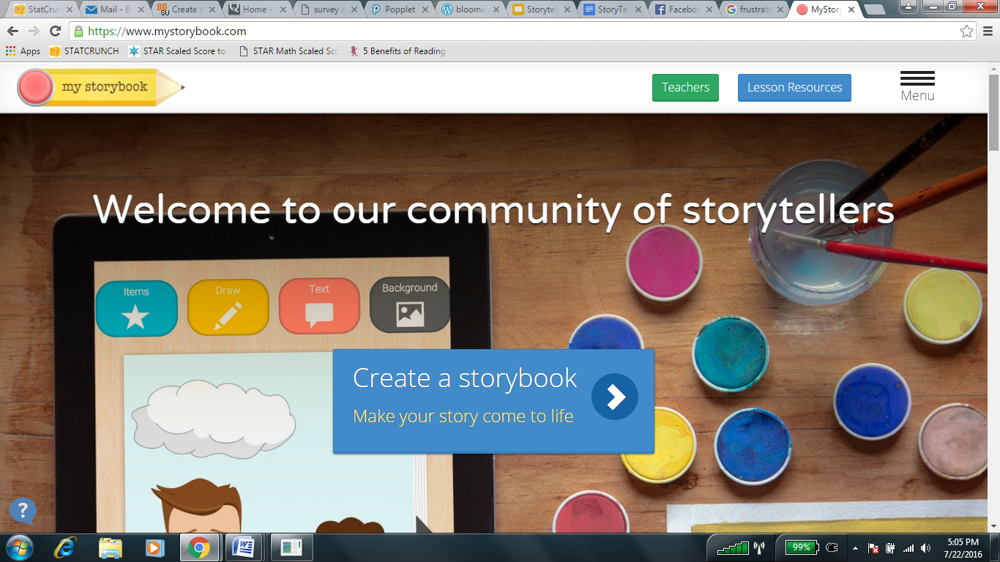 StatCrun
Mail - B
BG
SU
Create a
Home -
survey c
Popplet
bloomin
Storytel
StoryTe
Faceboo
frustrate
MyStory
https://www.mystorybook.com
Apps
STATCRUNCH
STAR Scaled Score to
STAR Math Scaled Sco
5 Benefits of Reading
my storybook
Teachers
Lesson Resources
Menu
Welcome to our community of storytellers
Items
Draw
Text
Background
Create a storybook
Make your story come to life
?
99%
5:05 PM
7/22/2016